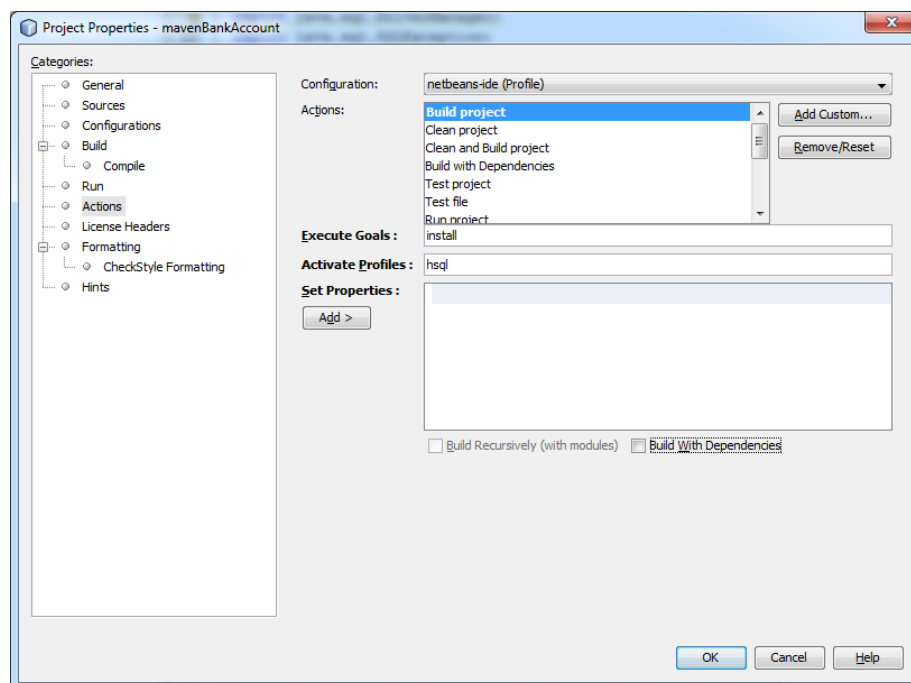 Project Properties - mavenBankAccount
Categories:
General
Sources
Configurations
Build
Compile
Run
Actions
License Headers
Formatting
CheckStyle Formatting
Hints
Configuration:
netbeans-ide (Profile)
Actions:
Build project
Clean project
Clean and Build project
Build with Dependencies
Test project
Test file
Run project
Add Custom...
Remove/Reset
Execute Goals :
install
Activate Profiles :
hsql
Set Properties :
Add >
Build Recursively (with modules)
Build With Dependencies
OK
Cancel
Help